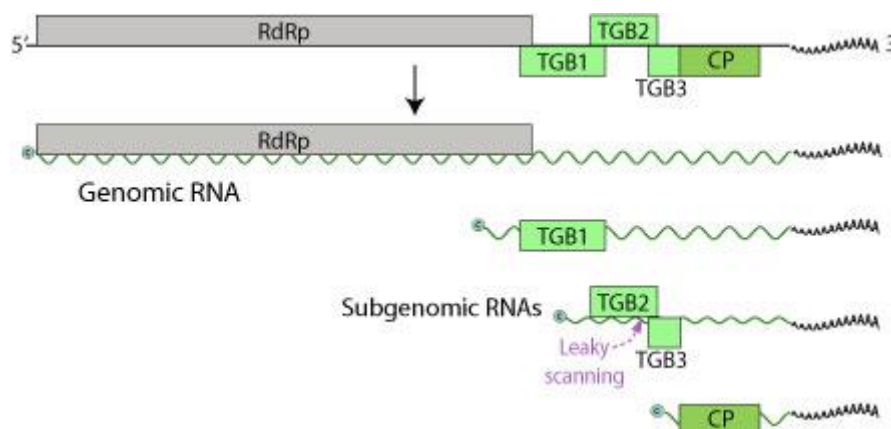 RdRp
TGB2
5′
3
TGB1
CP
TGB3
RdRp
c
Genomic RNA
c
TGB1
TGB2
Subgenomic RNAs
c
Leaky
scanning
TGB3
c
CP